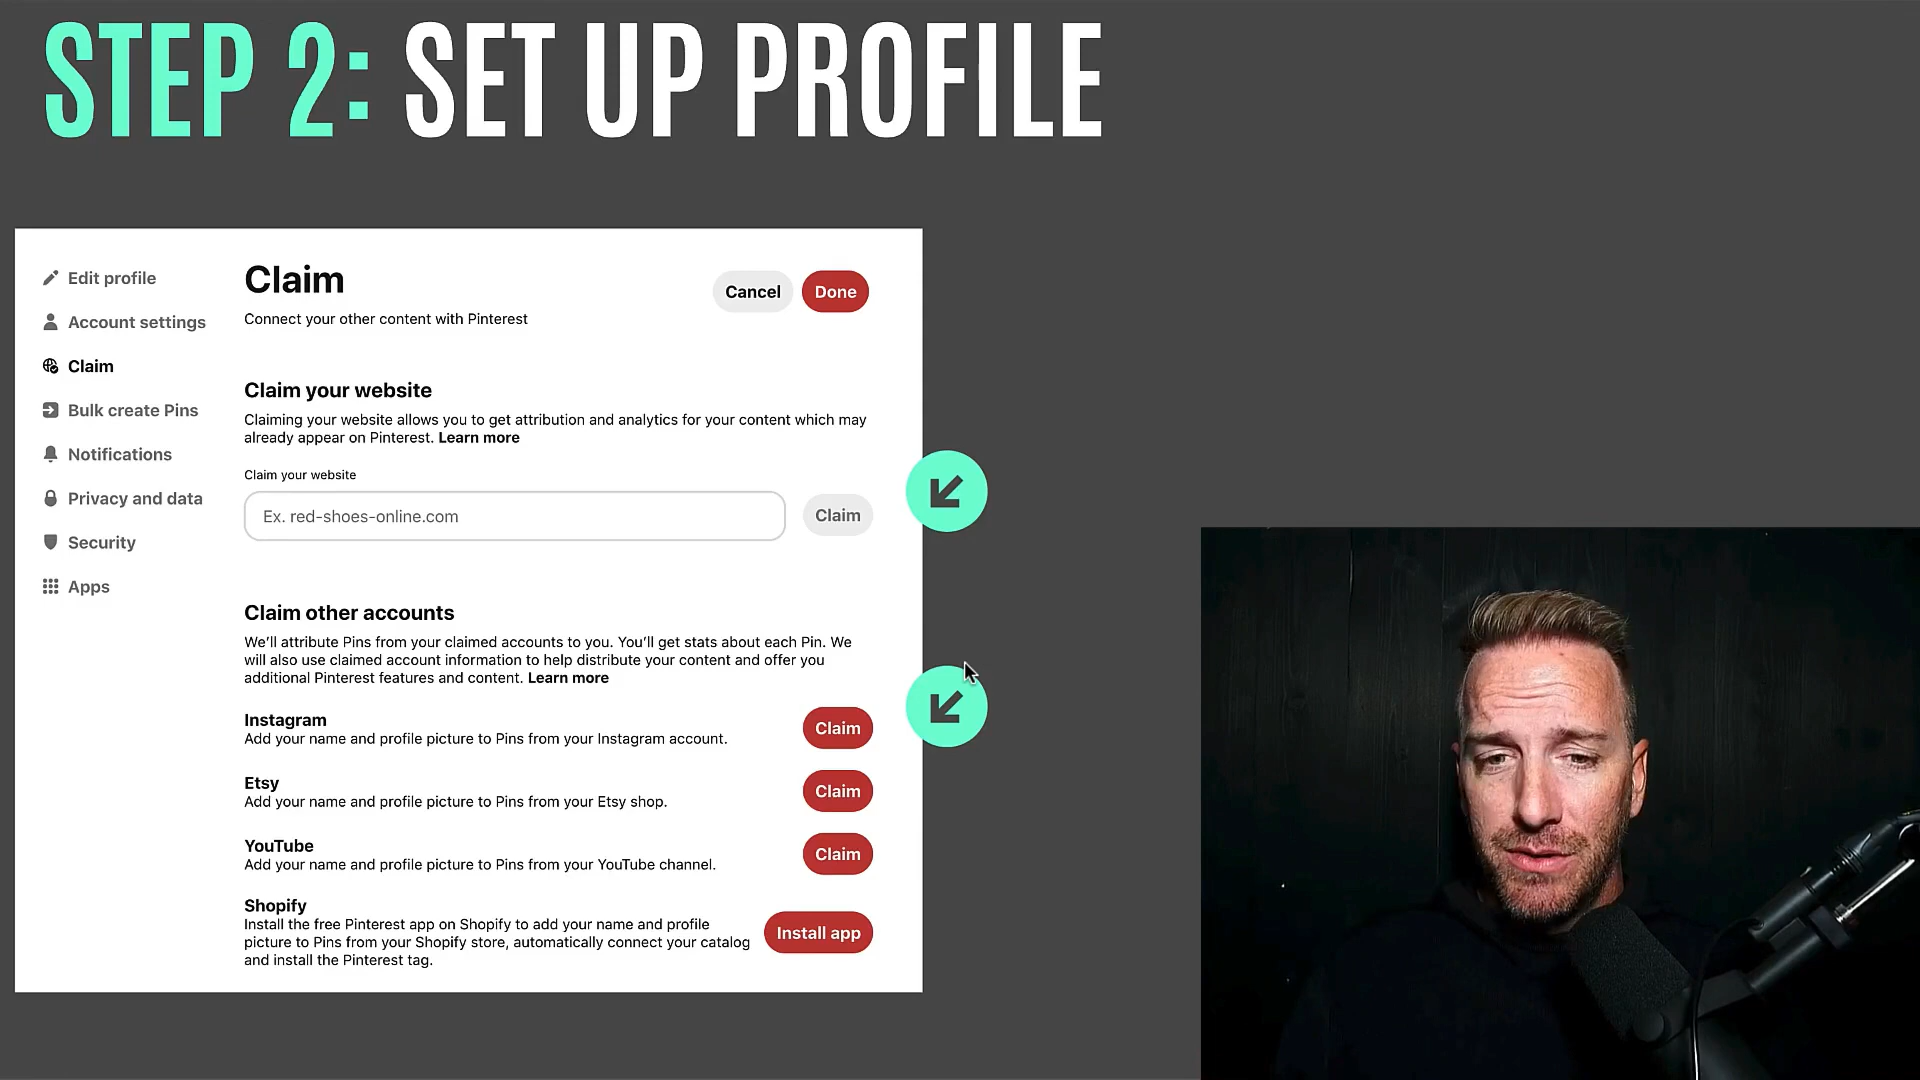 STEP 2: SET UP PROFILE
Edit profile
Account settings
Claim
Bulk create Pins
Notifications
Privacy and data
Security
Apps
Claim
Cancel
Done
Connect your other content with Pinterest
Claim your website
Claiming your website allows you to get attribution and analytics for your content which may
already appear on Pinterest. Learn more
Claim your website
Ex. red-shoes-online.com
Claim
Claim other accounts
We'll attribute Pins from your claimed accounts to you. You'll get stats about each Pin. We
will also use claimed account information to help distribute your content and offer you
additional Pinterest features and content. Learn more
Instagram
Add your name and profile picture to Pins from your Instagram account.
Claim
Etsy
Add your name and profile picture to Pins from your Etsy shop.
Claim
YouTube
Add your name and profile picture to Pins from your YouTube channel.
Claim
Shopify
Install the free Pinterest app on Shopify to add your name and profile
picture to Pins from your Shopify store, automatically connect your catalog
and install the Pinterest tag.
Install app